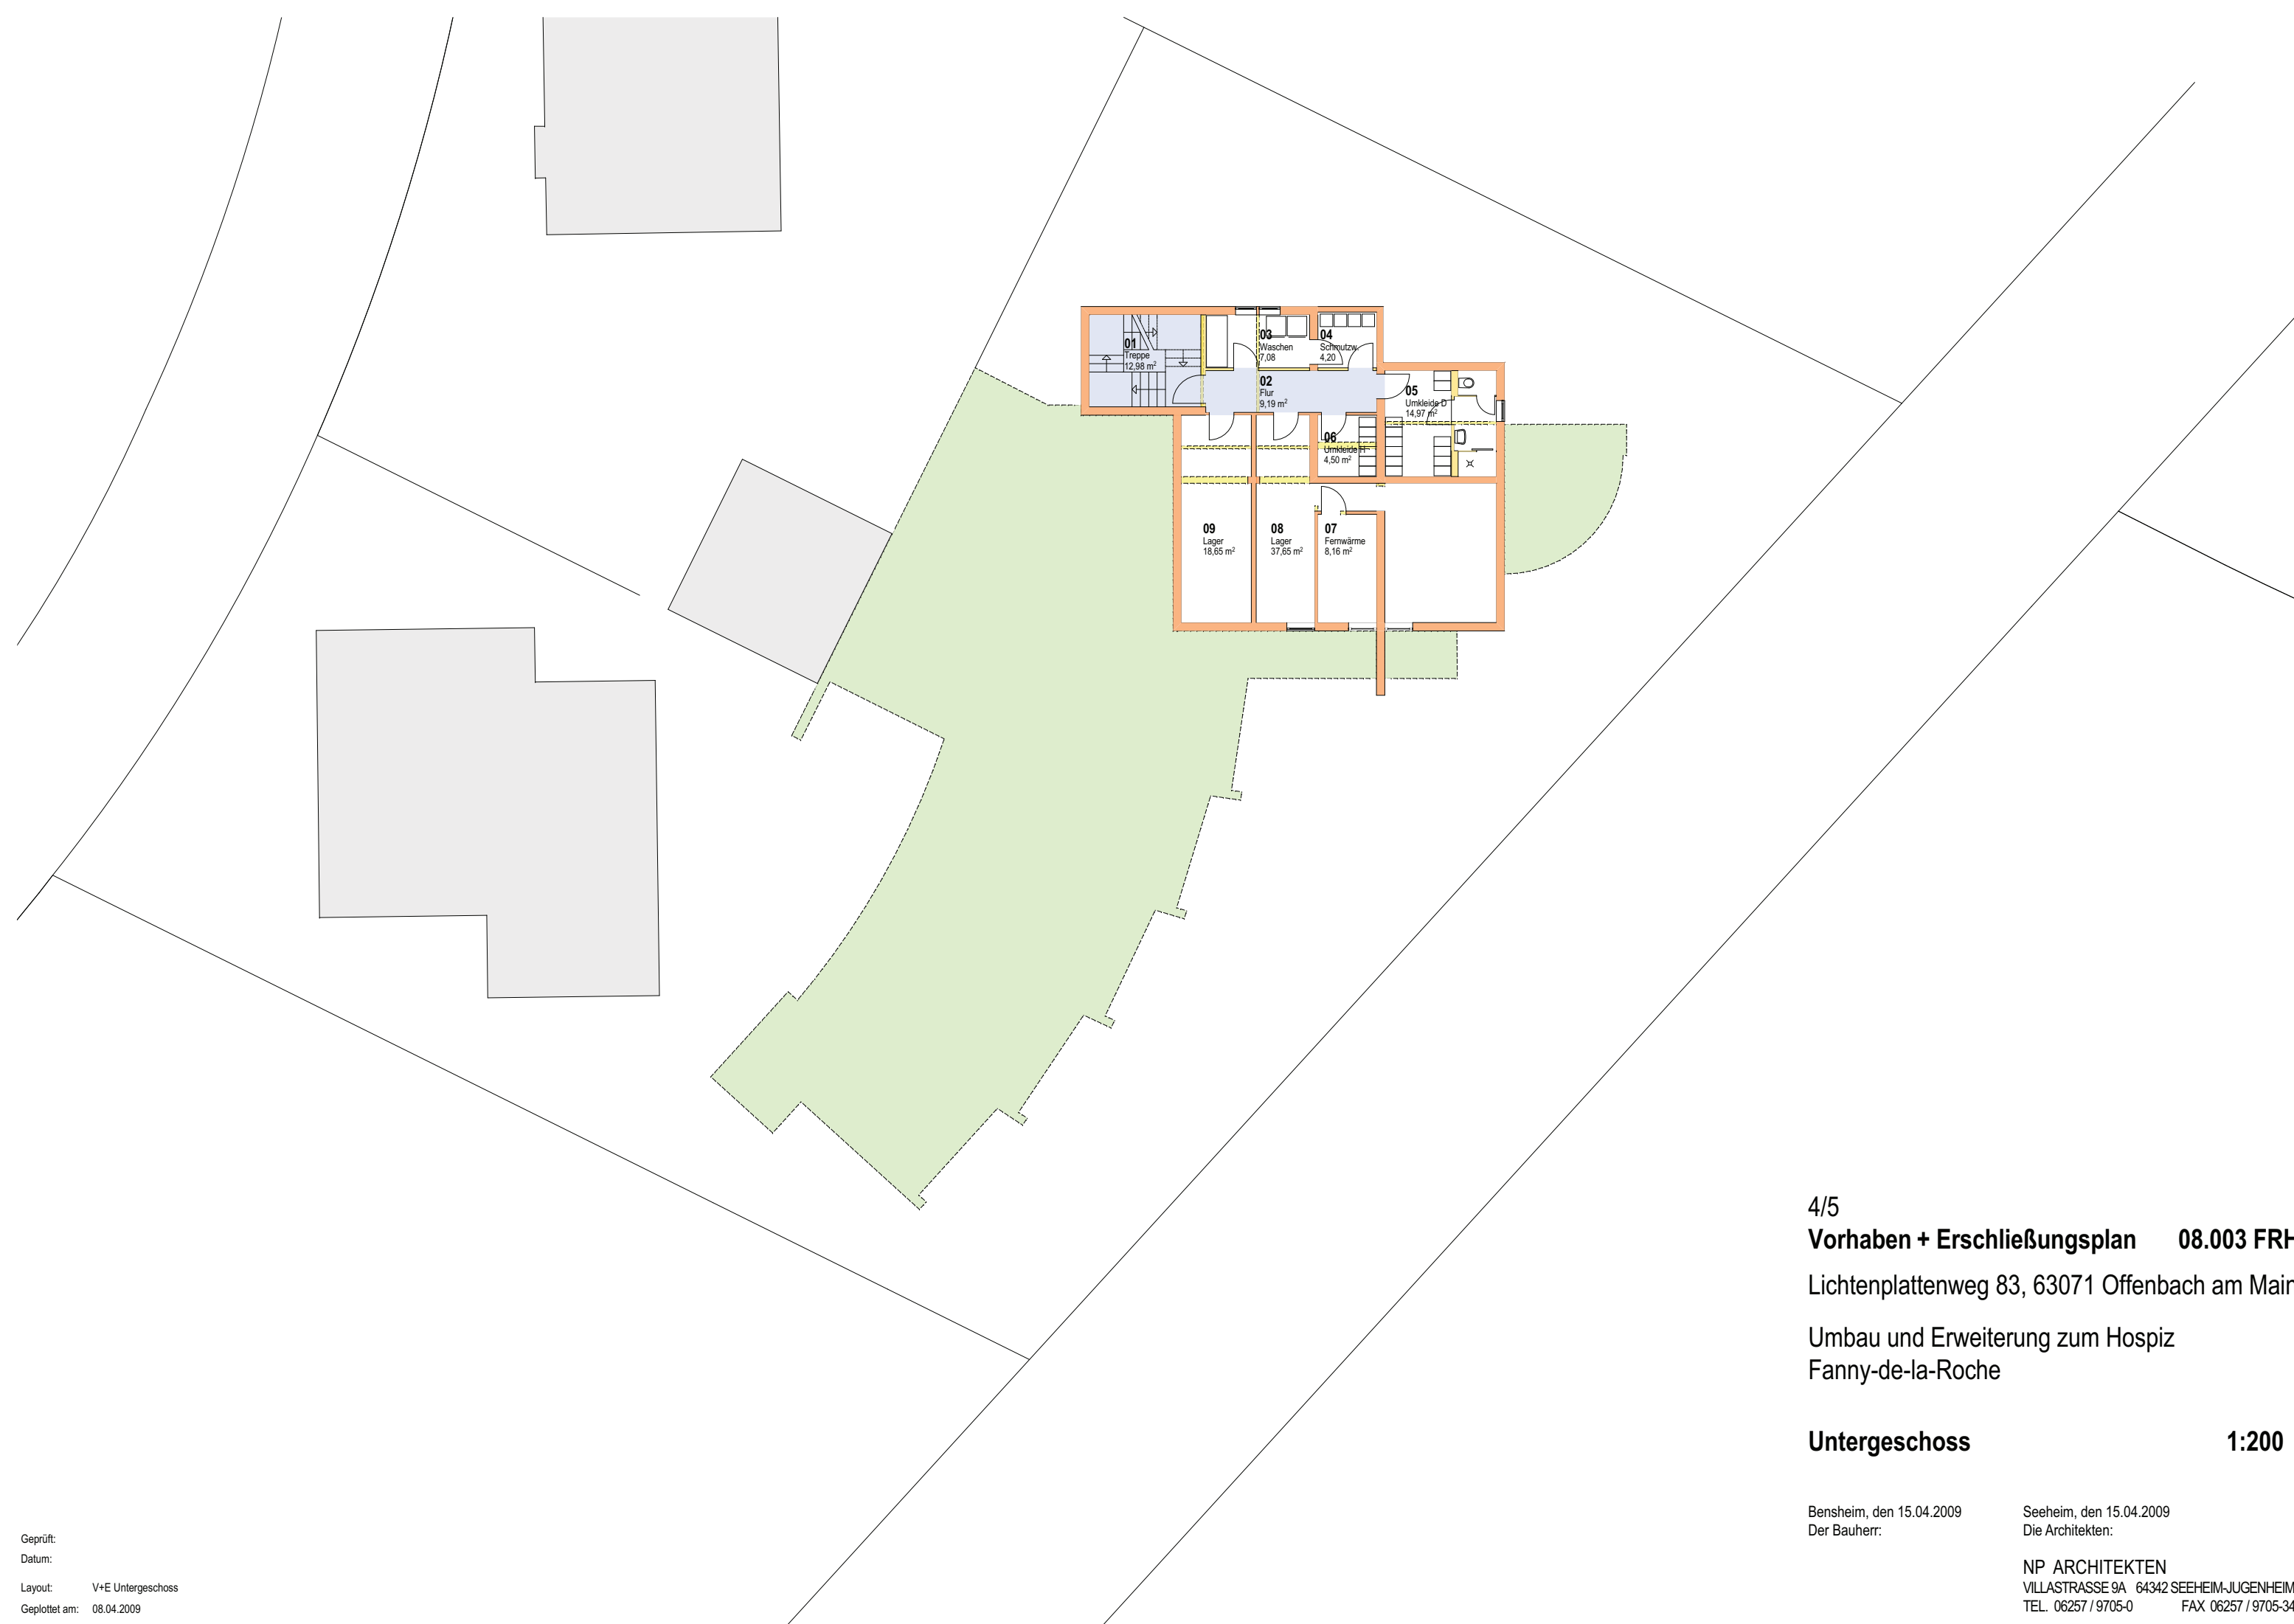 01
Treppe
12,98 m²
03
Waschen
7,08
04
Schmutzw.
4,20
02
Flur
9,19 m²
05
Umkleide D
14,97 m²
06
Umkleide H
4,50 m²
09
Lager
18,65 m²
08
Lager
37,65 m²
07
Fernwärme
8,16 m²
4/5
Vorhaben + Erschließungsplan 08.003 FRH
Lichtenplattenweg 83, 63071 Offenbach am Main
Umbau und Erweiterung zum Hospiz
Fanny-de-la-Roche
Untergeschoss 1:200
Bensheim, den 15.04.2009 Seeheim, den 15.04.2009
Der Bauherr: Die Architekten:
NP ARCHITEKTEN
VILLASTRASSE 9A 64342 SEEHEIM-JUGENHEIM
TEL. 06257 / 9705-0 FAX 06257 / 9705-34
Geprüft:
Datum:
Layout: V+E Untergeschoss
Geplottet am: 08.04.2009